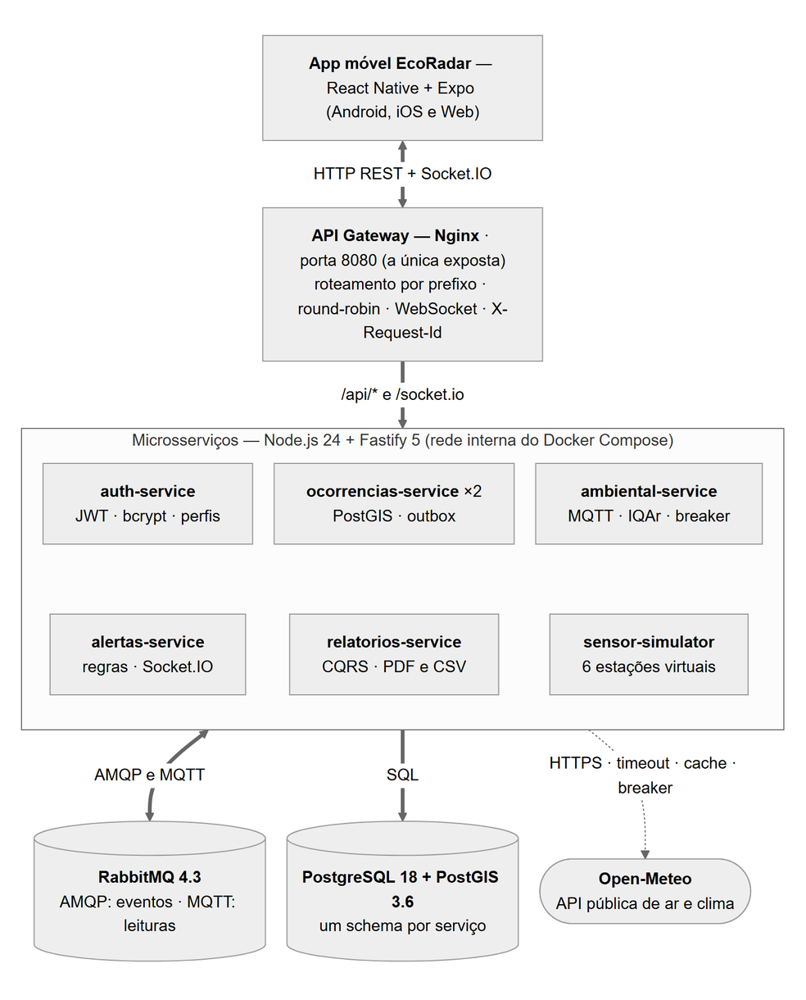 App móvel EcoRadar —
React Native + Expo
(Android, iOS e Web)
HTTP REST + Socket.IO
API Gateway — Nginx ·
porta 8080 (a única exposta)
roteamento por prefixo ·
round-robin · WebSocket · X-
Request-Id
/api/* e /socket.io
Microsserviços — Node.js 24 + Fastify 5 (rede interna do Docker Compose)
auth-service
JWT · bcrypt · perfis
ocorrencias-service ×2
PostGIS · outbox
ambiental-service
MQTT · IQAr · breaker
alertas-service
regras · Socket.IO
relatorios-service
CQRS · PDF e CSV
sensor-simulator
6 estações virtuais
AMQP e MQTT
SQL
HTTPS · timeout · cache ·
breaker
RabbitMQ 4.3
AMQP: eventos · MQTT:
leituras
PostgreSQL 18 + PostGIS
3.6
um schema por serviço
Open-Meteo
API pública de ar e clima